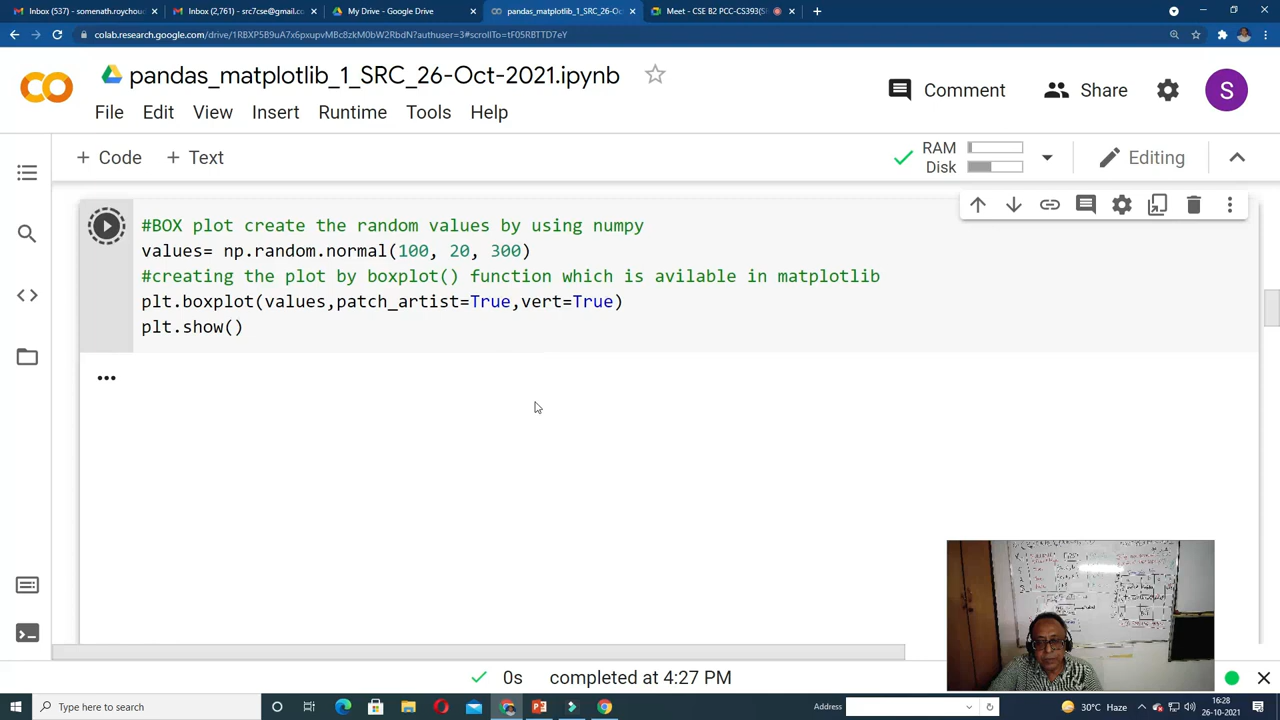 Inbox (537) - somenath.roychou
Inbox (2,761) - src7cse@gmail.co
My Drive - Google Drive
pandas_matplotlib_1_SRC_26-Oct
Meet - CSE B2 PCC-CS393(S
colab.research.google.com/drive/1RBXP5B9uA7x6pxupvMBc8zkM0bW2RbdN?authuser=3#scrollTo=tF05RBTTD7eY
pandas_matplotlib_1_SRC_26-Oct-2021.ipynb
Comment
Share
S
File Edit View Insert Runtime Tools Help
+ Code + Text
RAM
Disk
Editing
#BOX plot create the random values by using numpy
values= np.random.normal(100, 20, 300)
#creating the plot by boxplot() function which is avilable in matplotlib
plt.boxplot(values,patch_artist=True,vert=True)
plt.show()
0s completed at 4:27 PM
Type here to search
Address
30°C Haze
16:28
26-10-2021